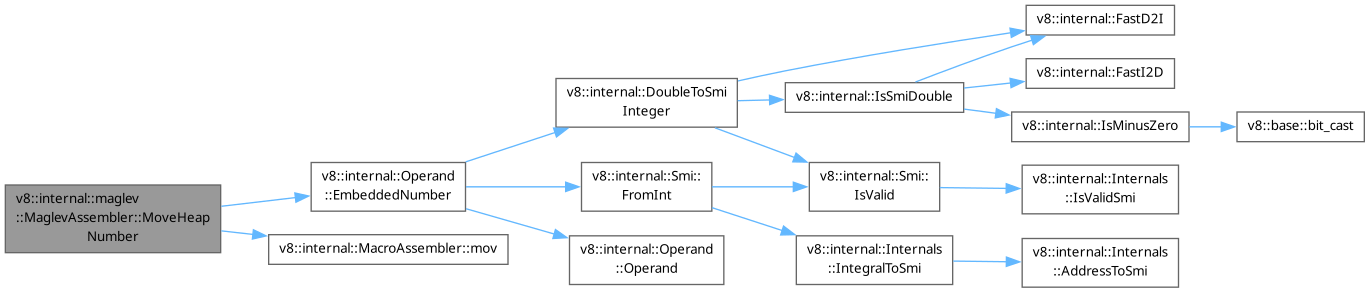 v8::internal::maglev
::MaglevAssembler::MoveHeap
Number
v8::internal::Operand
::EmbeddedNumber
v8::internal::MacroAssembler::mov
v8::internal::DoubleToSmi
Integer
v8::internal::Smi::
FromInt
v8::internal::Operand
::Operand
v8::internal::IsSmiDouble
v8::internal::Smi::
IsValid
v8::internal::Internals
::IntegralToSmi
v8::internal::FastD2I
v8::internal::FastI2D
v8::internal::IsMinusZero
v8::internal::Internals
::IsValidSmi
v8::internal::Internals
::AddressToSmi
v8::base::bit_cast